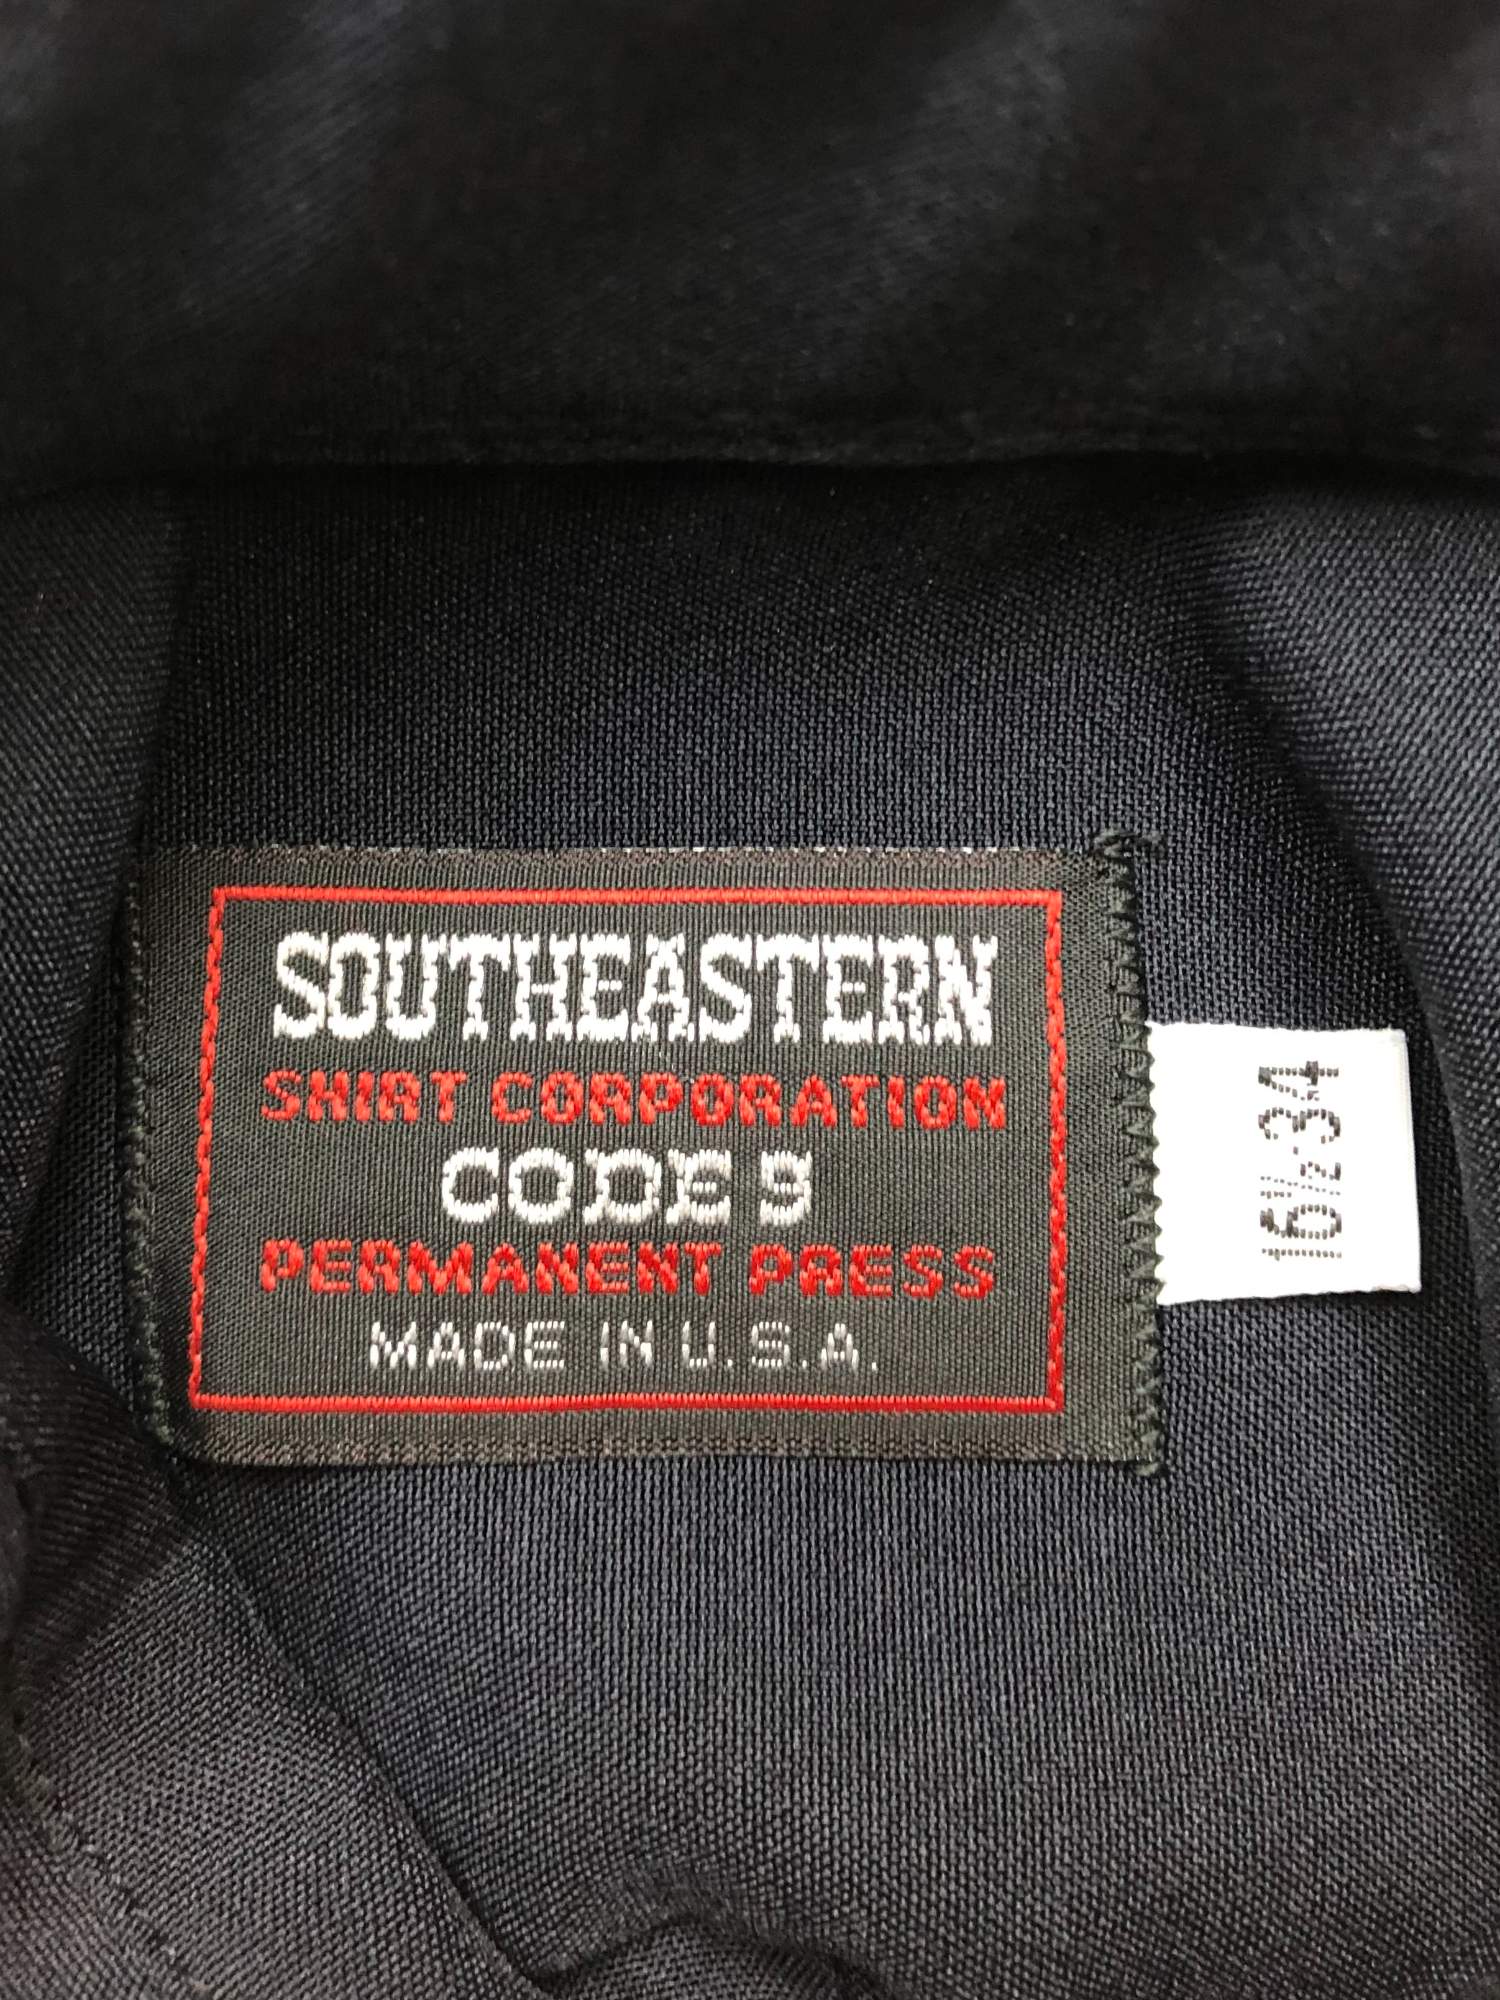 SOUTHEASTERN
SHIRT CORPORATION
CODE 9
PERMANENT PRESS
MADE IN U.S.A.
16½-34